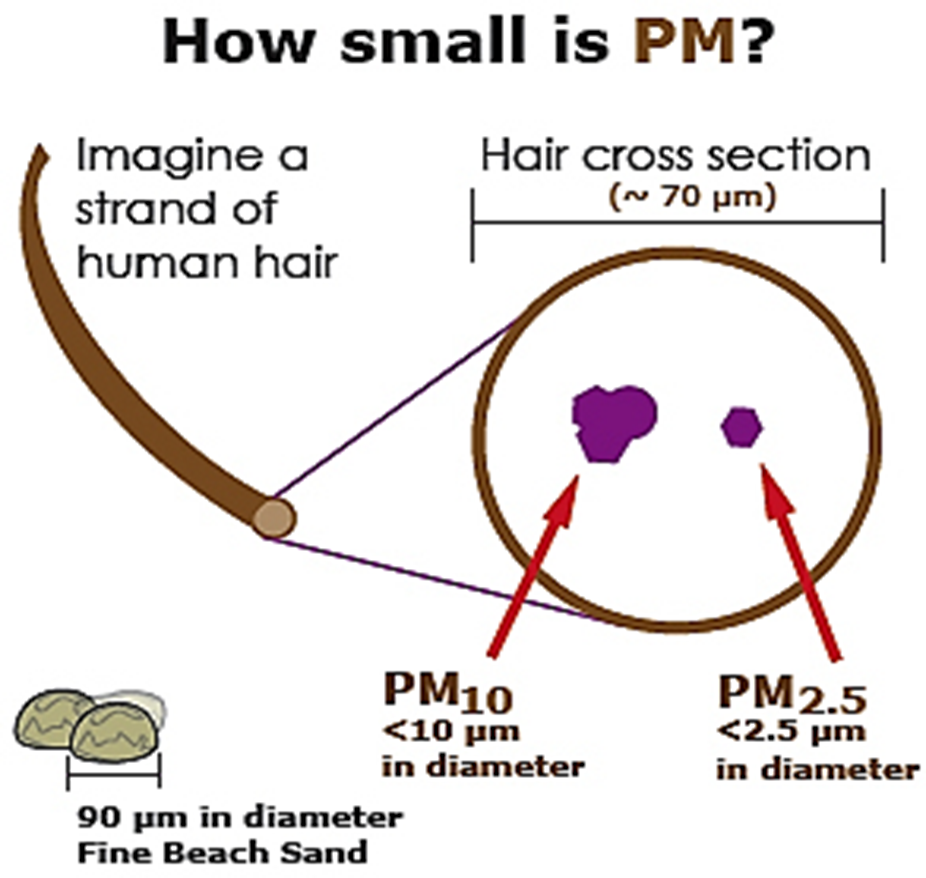 How small is PM?
Imagine a
strand of
human hair
Hair cross section
(~ 70 µm)
PM10
<10 µm
in diameter
PM2.5
<2.5 µm
in diameter
90 µm in diameter
Fine Beach Sand